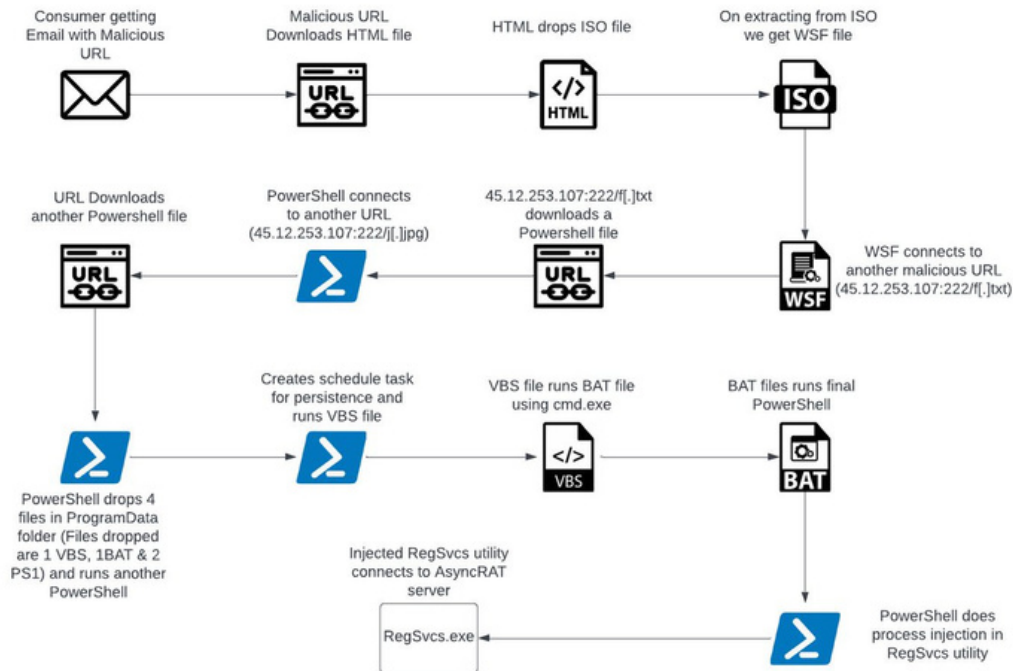 Consumer getting
Email with Malicious
URL
Malicious URL
Downloads HTML file
HTML drops ISO file
On extracting from ISO
we get WSF file
URL
</>
HTML
ISO
URL Downloads
another Powershell file
PowerShell connects
to another URL
(45.12.253.107:222/j[.]jpg)
45.12.253.107:222/f[.]txt
downloads a
Powershell file
WSF connects to
another malicious URL
(45.12.253.107:222/f[.]txt)
URL
URL
WSF
Creates schedule task
for persistence and
runs VBS file
VBS file runs BAT file
using cmd.exe
BAT files runs final
PowerShell
</>
VBS
BAT
PowerShell drops 4
files in ProgramData
folder (Files dropped
are 1 VBS, 1BAT & 2
PS1) and runs another
PowerShell
Injected RegSvcs utility
connects to AsyncRAT
server
RegSvcs.exe
PowerShell does
process injection in
RegSvcs utility